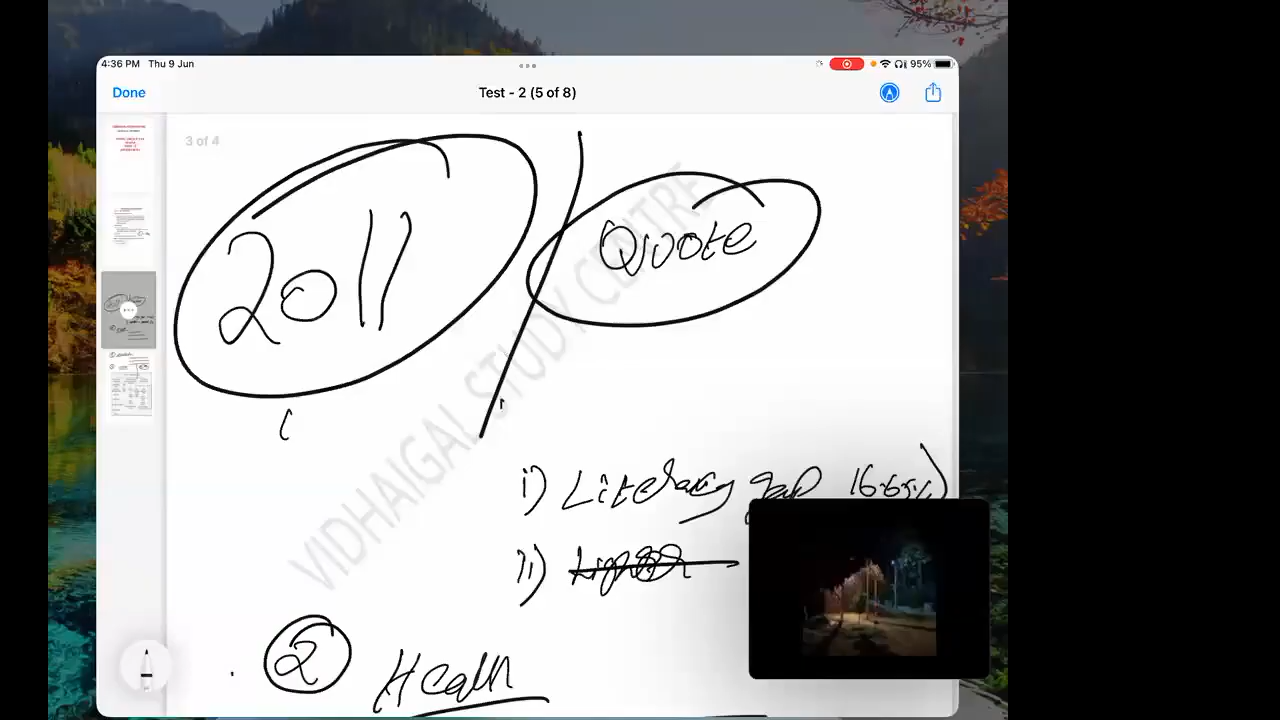 4:36 PM Thu 9 Jun
95%
Done
Test - 2 (5 of 8)
3 of 4
2011
Quote
VIDHAIGAL STUDY CENTRE
i) Literacy gap 16.65%)
ii)
2 Health